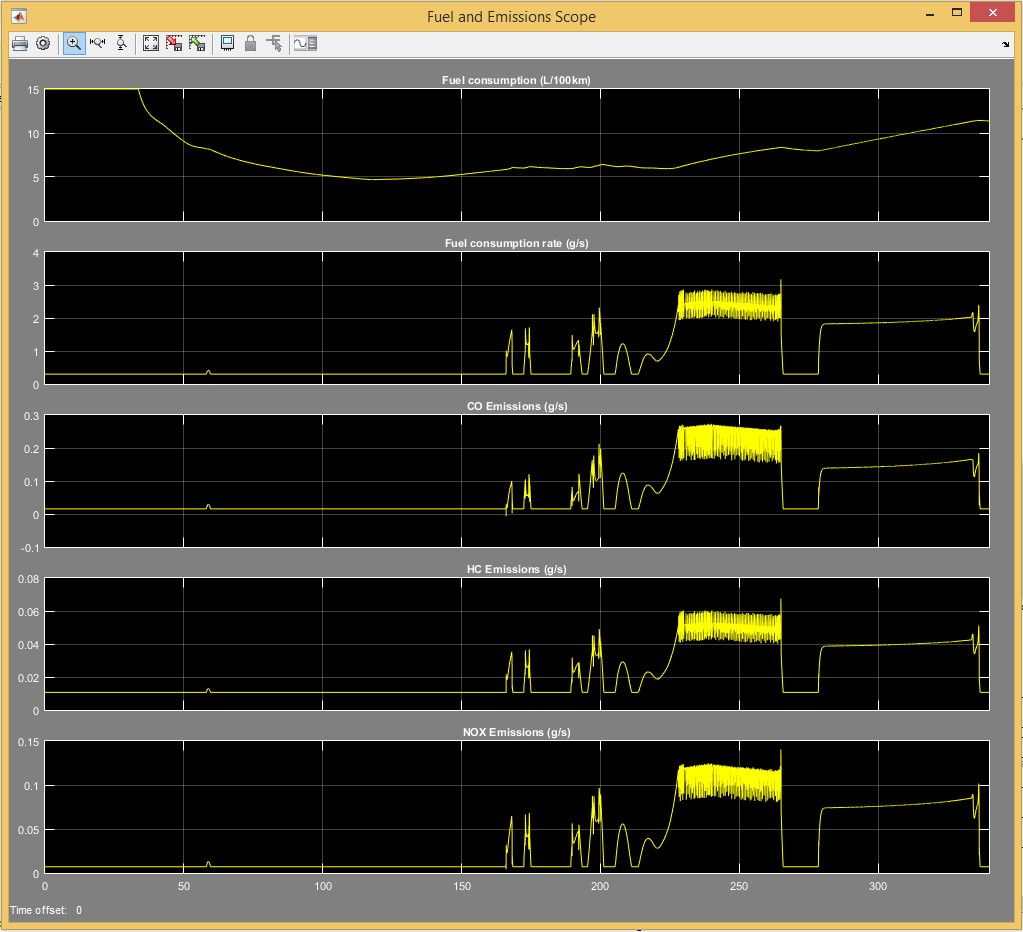 Fuel and Emissions Scope
Fuel consumption (L/100km)
15
10
5
0
Fuel consumption rate (g/s)
4
3
2
1
0
CO Emissions (g/s)
0.3
0.2
0.1
0
-0.1
HC Emissions (g/s)
0.08
0.06
0.04
0.02
0
NOX Emissions (g/s)
0.15
0.1
0.05
0
0 50 100 150 200 250 300
Time offset: 0